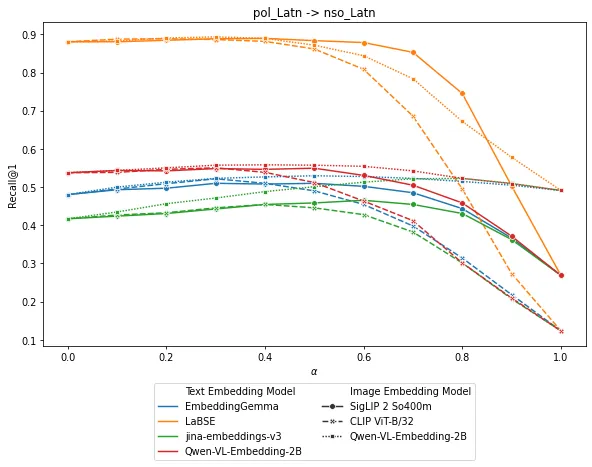 pol_Latn -> nso_Latn
Recall@1
0.9
0.8
0.7
0.6
0.5
0.4
0.3
0.2
0.1
0.0 0.2 0.4 0.6 0.8 1.0
α
Text Embedding Model Image Embedding Model
EmbeddingGemma SigLIP 2 So400m
LaBSE CLIP ViT-B/32
jina-embeddings-v3 Qwen-VL-Embedding-2B
Qwen-VL-Embedding-2B